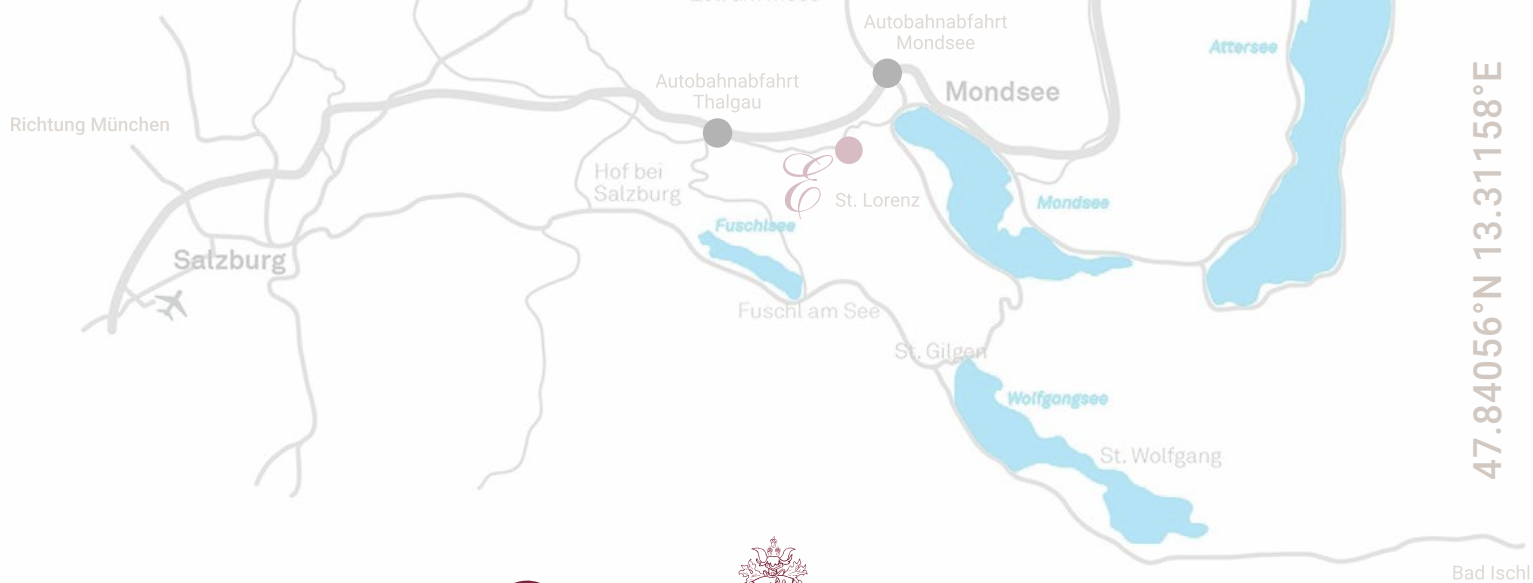 Autobahnabfahrt
Mondsee
Attersee
Autobahnabfahrt
Thalgau
Mondsee
Richtung München
Hof bei
Salzburg
E
St. Lorenz
Mondsee
Fuschlsee
Salzburg
Fuschl am See
St. Gilgen
Wolfgangsee
St. Wolfgang
Bad Ischl
47.84056°N 13.31158°E